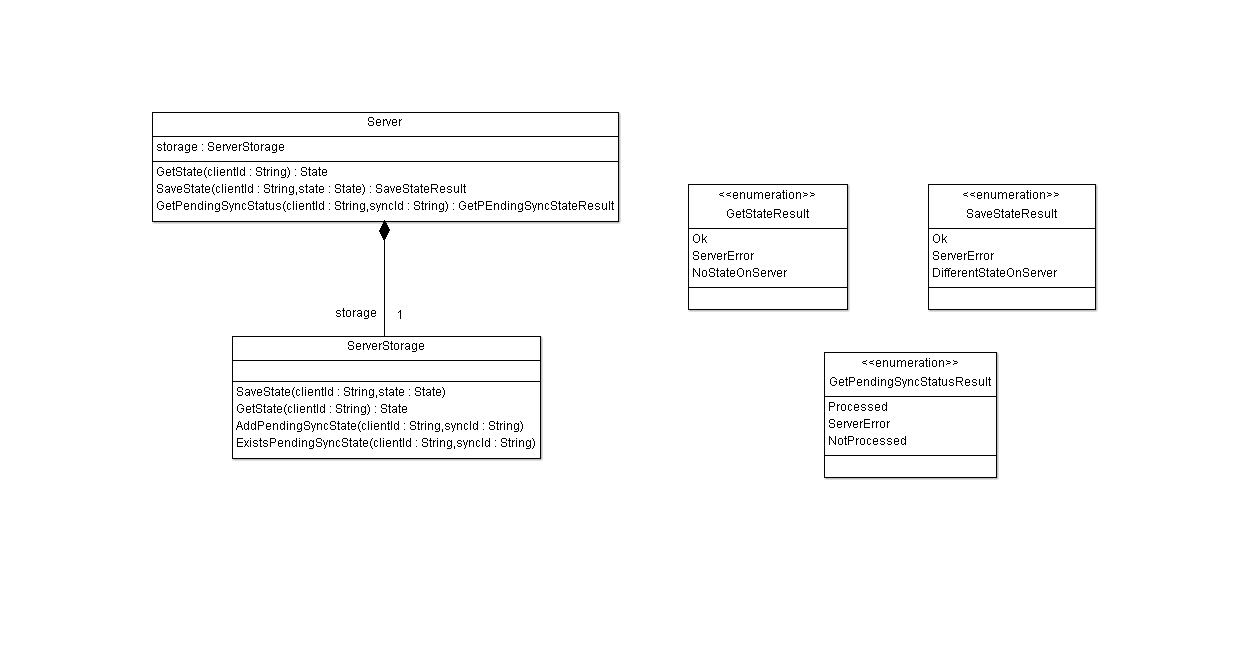 Server
storage : ServerStorage
GetState(clientId : String) : State
SaveState(clientId : String,state : State) : SaveStateResult
GetPendingSyncStatus(clientId : String,syncId : String) : GetPEndingSyncStateResult
storage
1
ServerStorage
SaveState(clientId : String,state : State)
GetState(clientId : String) : State
AddPendingSyncState(clientId : String,syncId : String)
ExistsPendingSyncState(clientId : String,syncId : String)
<<enumeration>>
GetStateResult
Ok
ServerError
NoStateOnServer
<<enumeration>>
SaveStateResult
Ok
ServerError
DifferentStateOnServer
<<enumeration>>
GetPendingSyncStatusResult
Processed
ServerError
NotProcessed